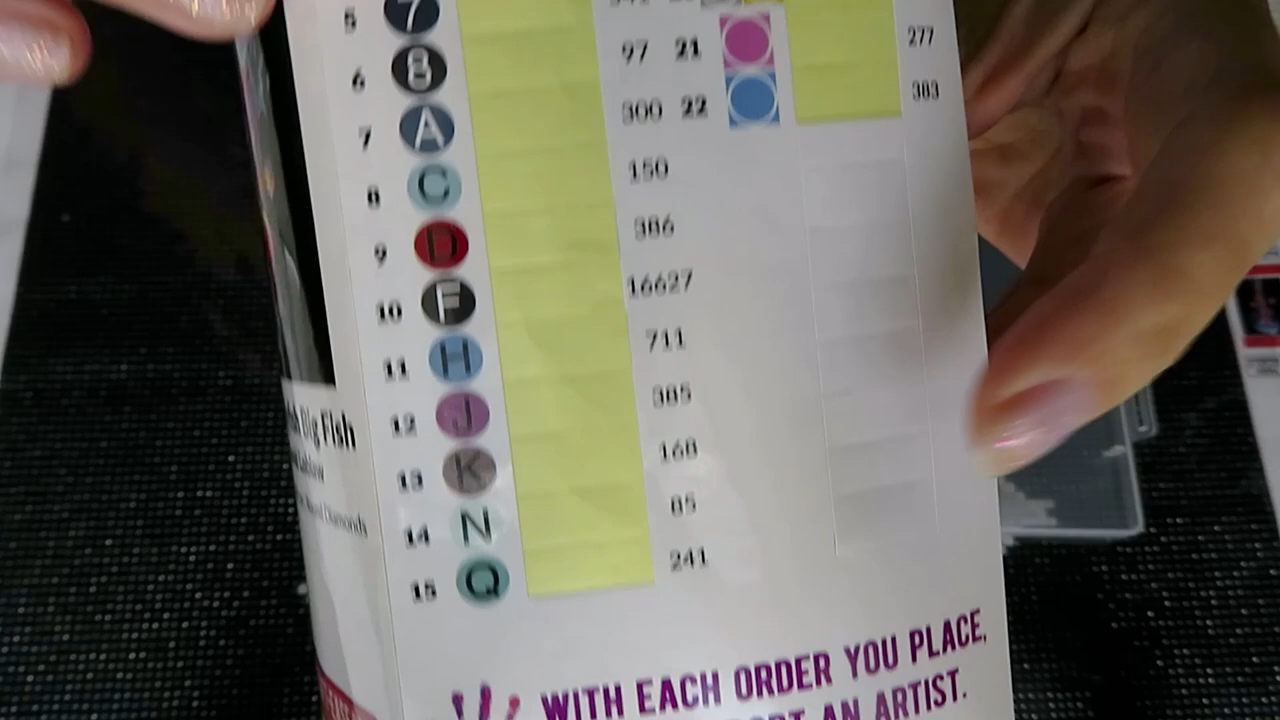 5 7
6 8 97 21 277
7 A 300 22 383
8 C 150
9 D 386
10 F 16627
11 H 711
12 J 385
13 K 168
14 N 85
15 Q 241
Big Fish
Diamonds
WITH EACH ORDER YOU PLACE,
AN ARTIST.